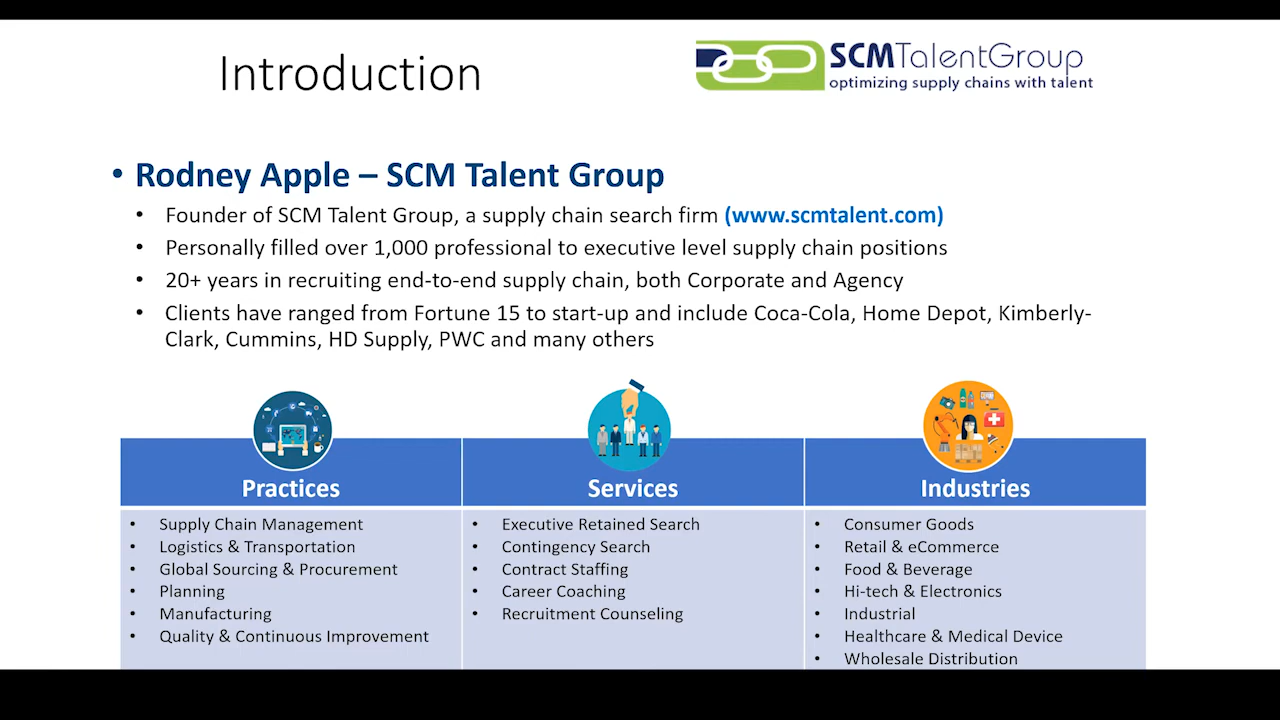 Introduction
SCMTalentGroup
optimizing supply chains with talent
• Rodney Apple – SCM Talent Group
• Founder of SCM Talent Group, a supply chain search firm (www.scmtalent.com)
• Personally filled over 1,000 professional to executive level supply chain positions
• 20+ years in recruiting end-to-end supply chain, both Corporate and Agency
• Clients have ranged from Fortune 15 to start-up and include Coca-Cola, Home Depot, Kimberly-
Clark, Cummins, HD Supply, PWC and many others
Practices
• Supply Chain Management
• Logistics & Transportation
• Global Sourcing & Procurement
• Planning
• Manufacturing
• Quality & Continuous Improvement
Services
• Executive Retained Search
• Contingency Search
• Contract Staffing
• Career Coaching
• Recruitment Counseling
Industries
• Consumer Goods
• Retail & eCommerce
• Food & Beverage
• Hi-tech & Electronics
• Industrial
• Healthcare & Medical Device
• Wholesale Distribution